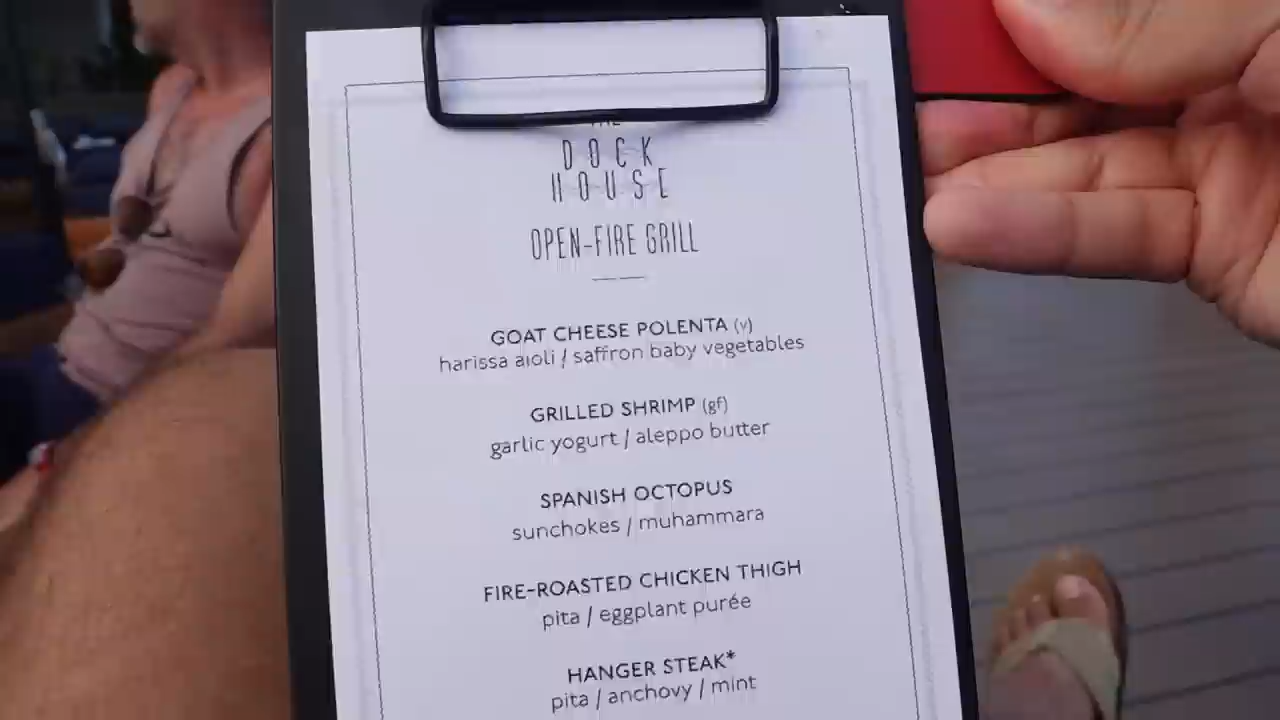 THE
DOCK
HOUSE
OPEN-FIRE GRILL
GOAT CHEESE POLENTA (v)
harissa aioli / saffron baby vegetables
GRILLED SHRIMP (gf)
garlic yogurt / aleppo butter
SPANISH OCTOPUS
sunchokes / muhammara
FIRE-ROASTED CHICKEN THIGH
pita / eggplant purée
HANGER STEAK*
pita / anchovy / mint